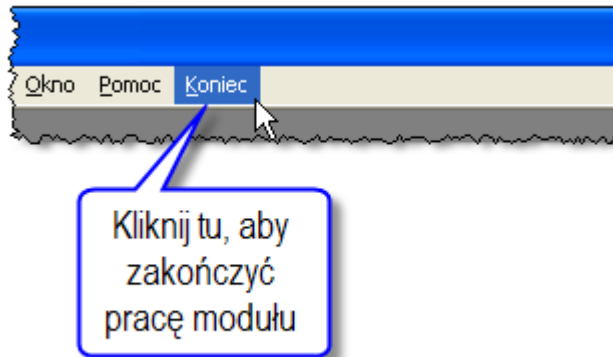 Okno Pomoc Koniec
Kliknij tu, aby
zakończyć
pracę modułu